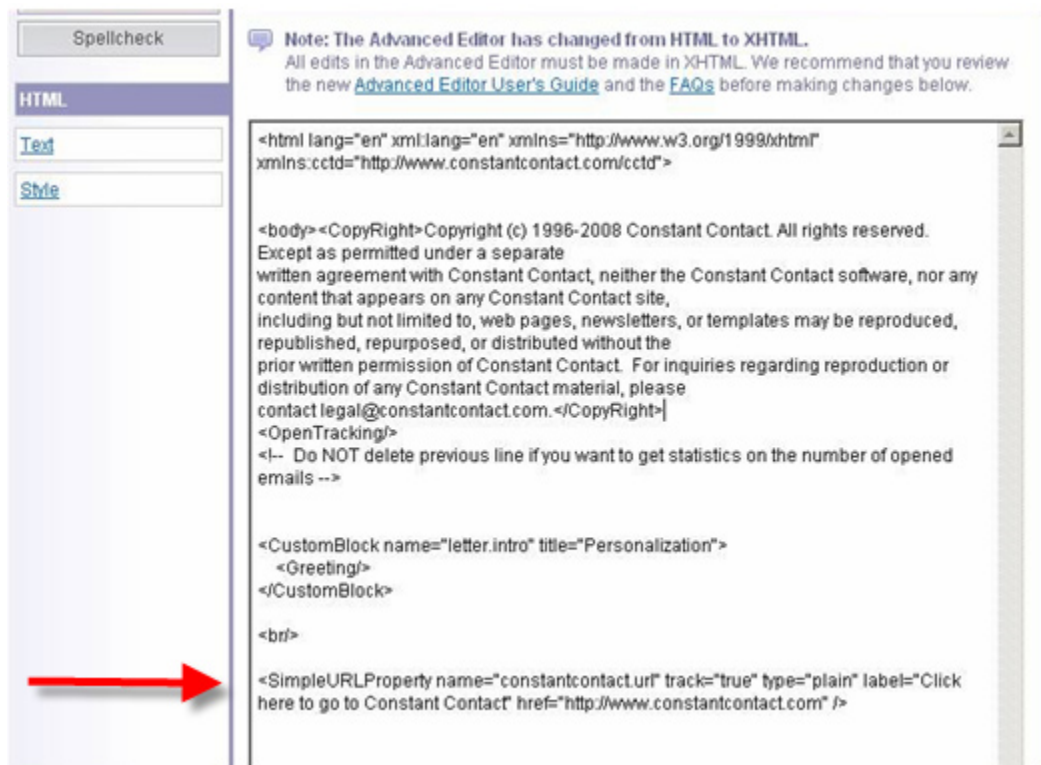 Spellcheck
HTML
Text
Style
Note: The Advanced Editor has changed from HTML to XHTML.
All edits in the Advanced Editor must be made in XHTML. We recommend that you review
the new Advanced Editor User's Guide and the FAQs before making changes below.
<html lang="en" xml:lang="en" xmlns="http://www.w3.org/1999/xhtml"
xmlns:cctd="http://www.constantcontact.com/cctd">
<body><CopyRight>Copyright (c) 1996-2008 Constant Contact. All rights reserved.
Except as permitted under a separate
written agreement with Constant Contact, neither the Constant Contact software, nor any
content that appears on any Constant Contact site,
including but not limited to, web pages, newsletters, or templates may be reproduced,
republished, repurposed, or distributed without the
prior written permission of Constant Contact.  For inquiries regarding reproduction or
distribution of any Constant Contact material, please
contact legal@constantcontact.com.</CopyRight>
<OpenTracking/>
<!--  Do NOT delete previous line if you want to get statistics on the number of opened
emails -->
<CustomBlock name="letter.intro" title="Personalization">
<Greeting/>
</CustomBlock>
<br/>
<SimpleURLProperty name="constantcontact.url" track="true" type="plain" label="Click
here to go to Constant Contact" href="http://www.constantcontact.com" />